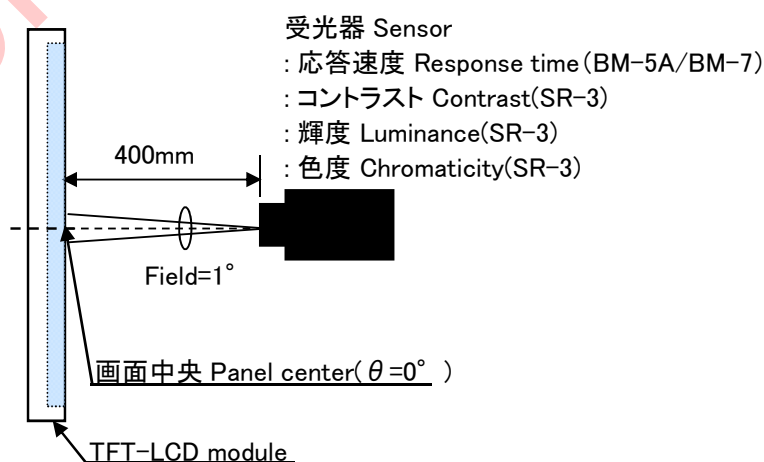 受光器 Sensor
: 応答速度 Response time(BM-5A/BM-7)
: コントラスト Contrast(SR-3)
: 輝度 Luminance(SR-3)
: 色度 Chromaticity(SR-3)
400mm
Field=1°
画面中央 Panel center(θ=0° )
TFT-LCD module